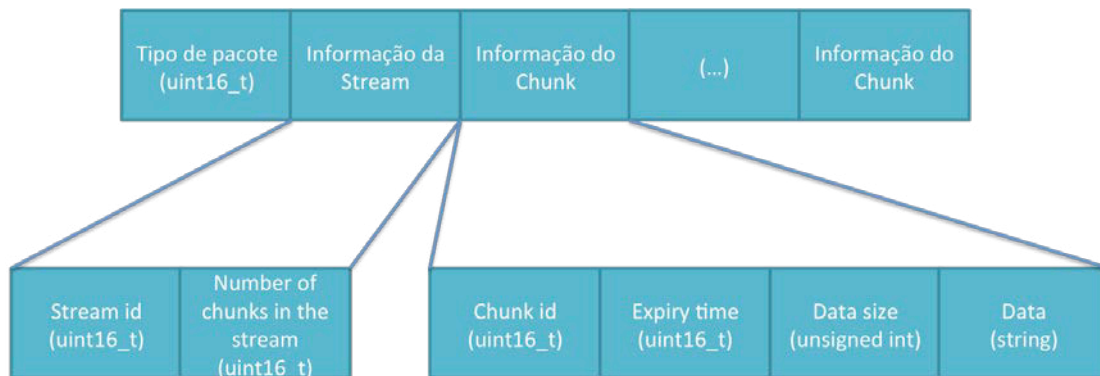 Tipo de pacote
(uint16_t)
Informação da
Stream
Informação do
Chunk
(...)
Informação do
Chunk
Stream id
(uint16_t)
Number of
chunks in the
stream
(uint16_t)
Chunk id
(uint16_t)
Expiry time
(uint16_t)
Data size
(unsigned int)
Data
(string)